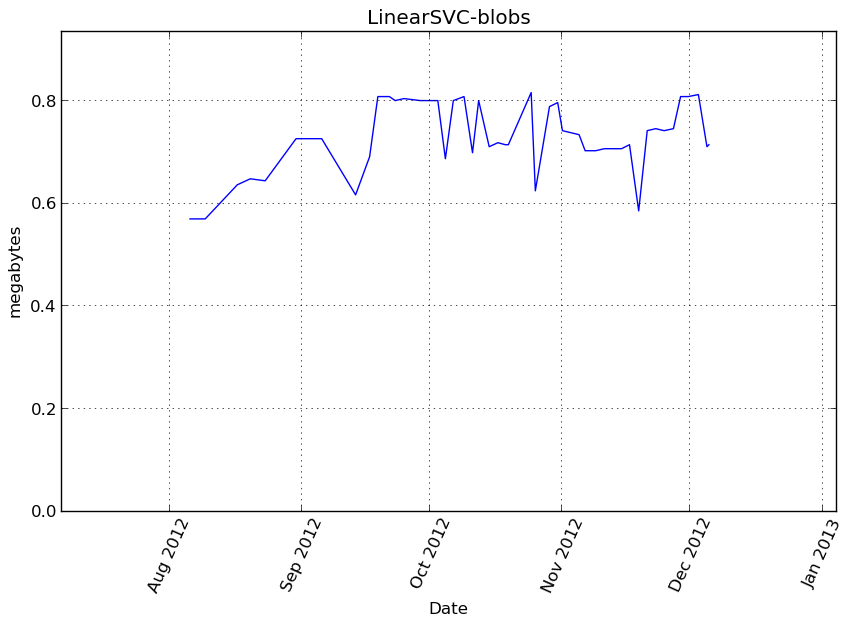 LinearSVC-blobs
megabytes
0.8
0.6
0.4
0.2
0.0
Aug 2012
Sep 2012
Oct 2012
Nov 2012
Dec 2012
Jan 2013
Date